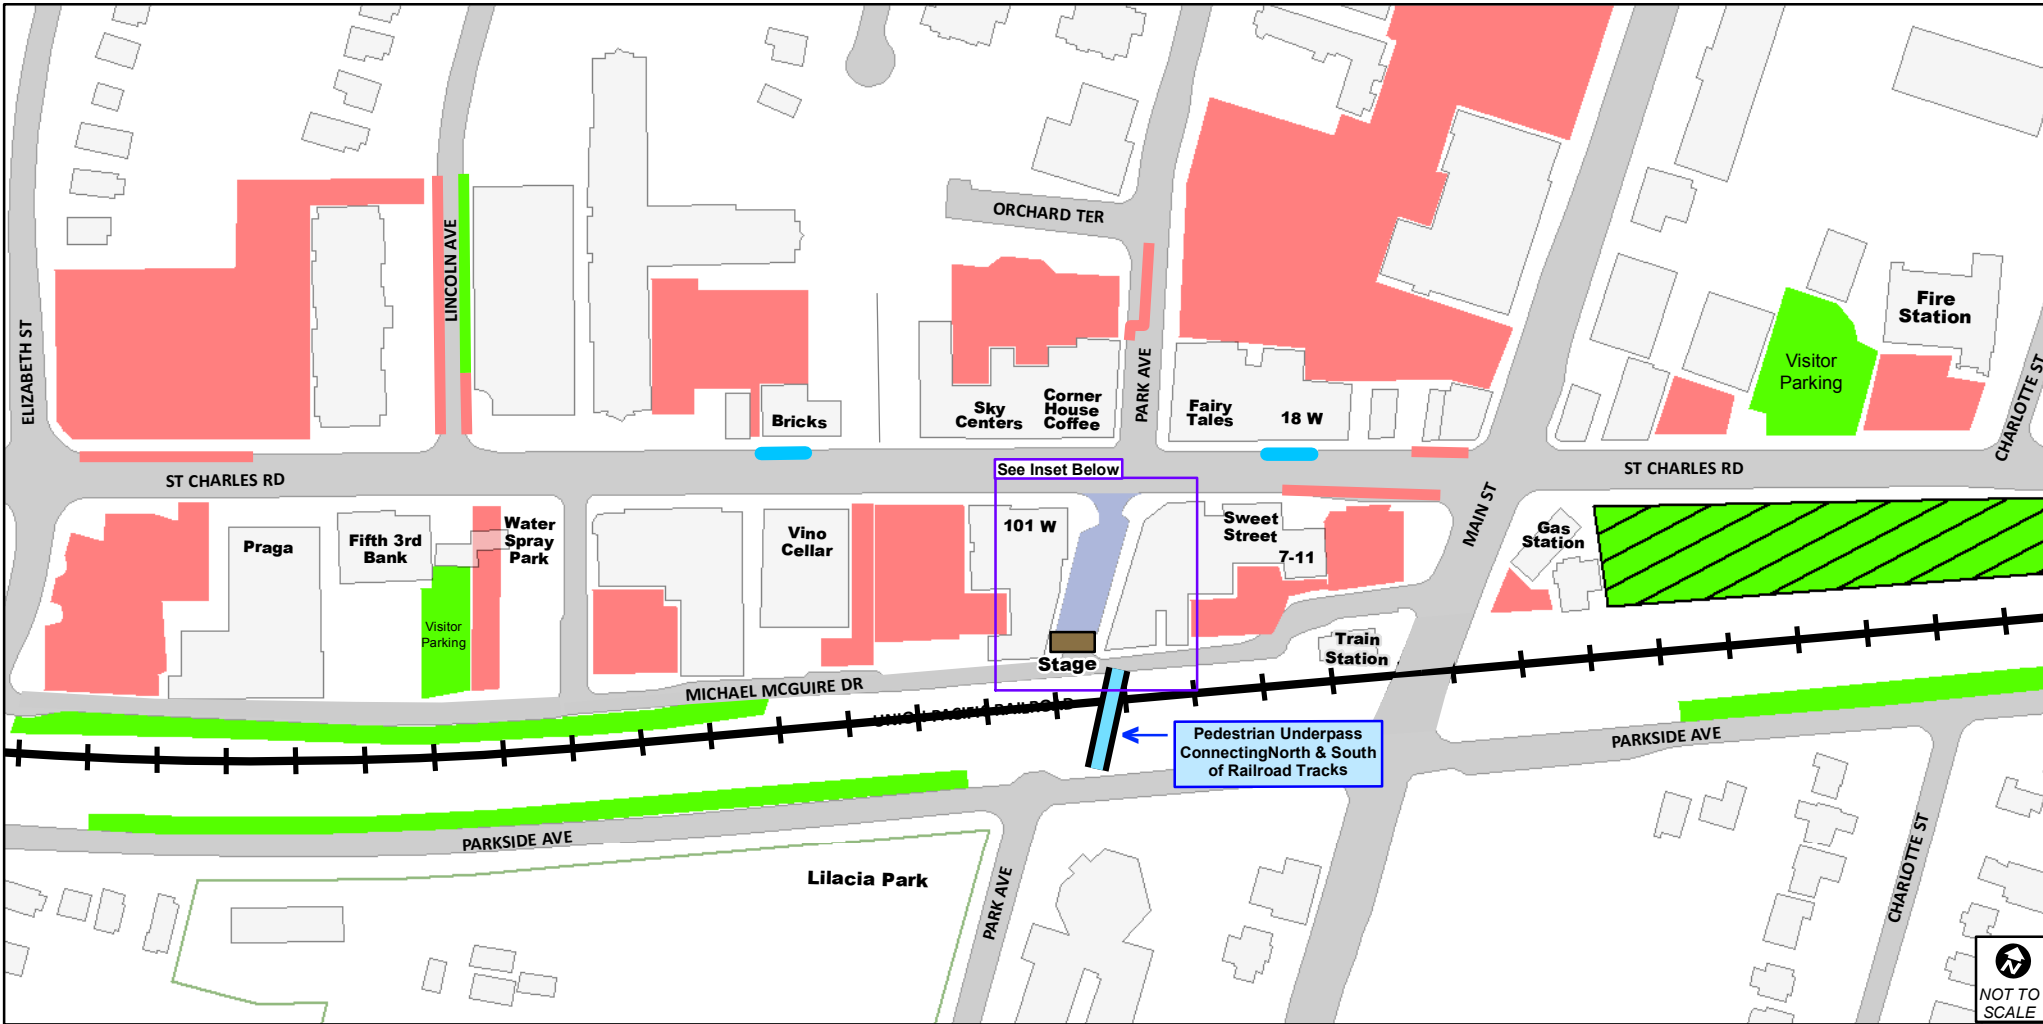 ORCHARD TER
LINCOLN AVE
ELIZABETH ST
PARK AVE
Fire
Station
Visitor
Parking
CHARLOTTE ST
Bricks
Sky
Centers
Corner
House
Coffee
Fairy
Tales
18 W
ST CHARLES RD
See Inset Below
ST CHARLES RD
MAIN ST
Praga
Fifth 3rd
Bank
Water
Spray
Park
Vino
Cellar
101 W
Sweet
Street
7-11
Gas
Station
Visitor
Parking
Train
Station
Stage
MICHAEL MCGUIRE DR
UNION PACIFIC RAILROAD
Pedestrian Underpass
ConnectingNorth & South
of Railroad Tracks
PARKSIDE AVE
PARKSIDE AVE
Lilacia Park
PARK AVE
CHARLOTTE ST
N
NOT TO
SCALE